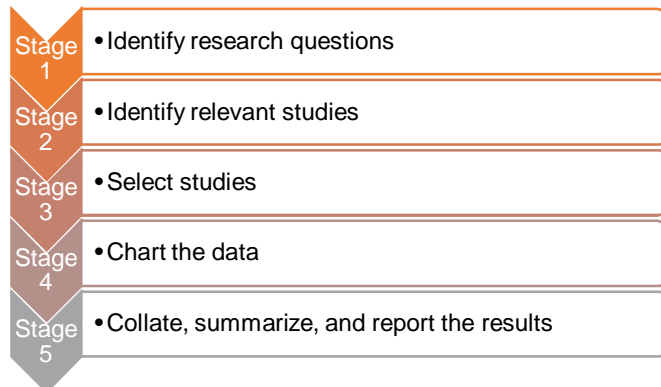 Stage
1
•Identify research questions
Stage
2
•Identify relevant studies
Stage
3
•Select studies
Stage
4
•Chart the data
Stage
5
•Collate, summarize, and report the results